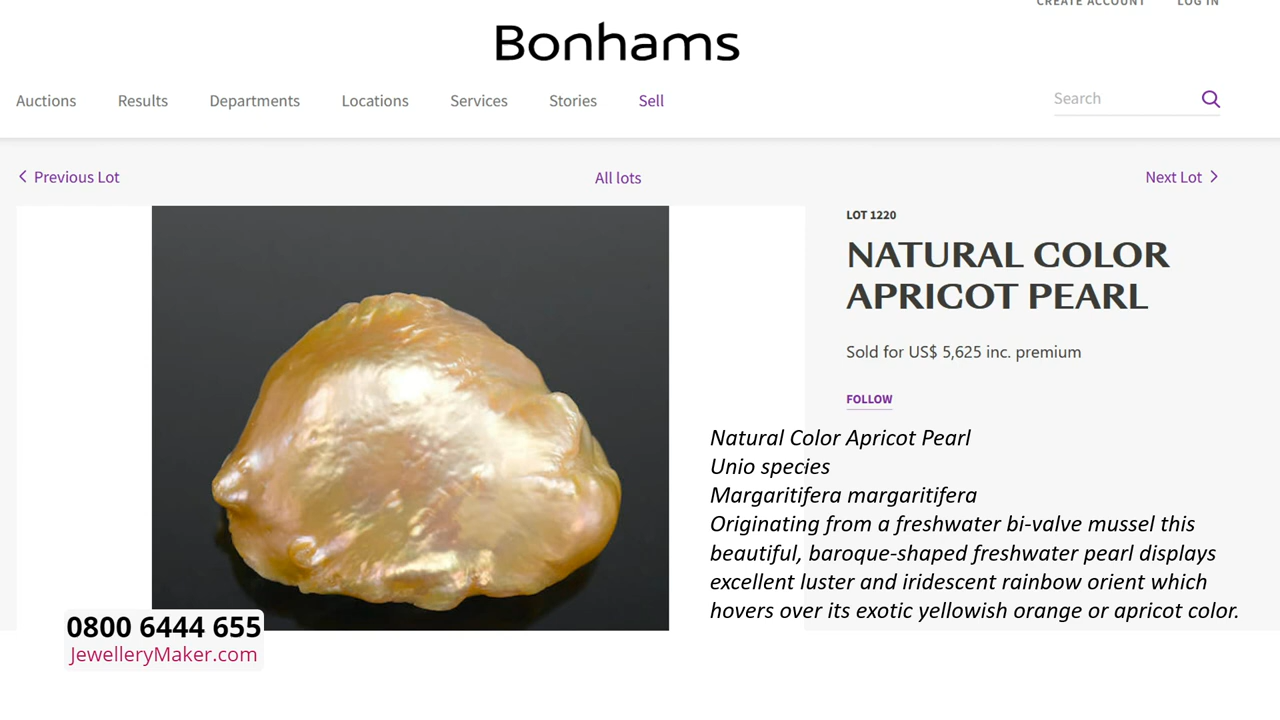 CREATE ACCOUNT LOG IN
Bonhams
Auctions Results Departments Locations Services Stories Sell Search
Previous Lot All lots Next Lot
LOT 1220
NATURAL COLOR
APRICOT PEARL
Sold for US$ 5,625 inc. premium
FOLLOW
Natural Color Apricot Pearl
Unio species
Margaritifera margaritifera
Originating from a freshwater bi-valve mussel this
beautiful, baroque-shaped freshwater pearl displays
excellent luster and iridescent rainbow orient which
hovers over its exotic yellowish orange or apricot color.
0800 6444 655
JewelleryMaker.com